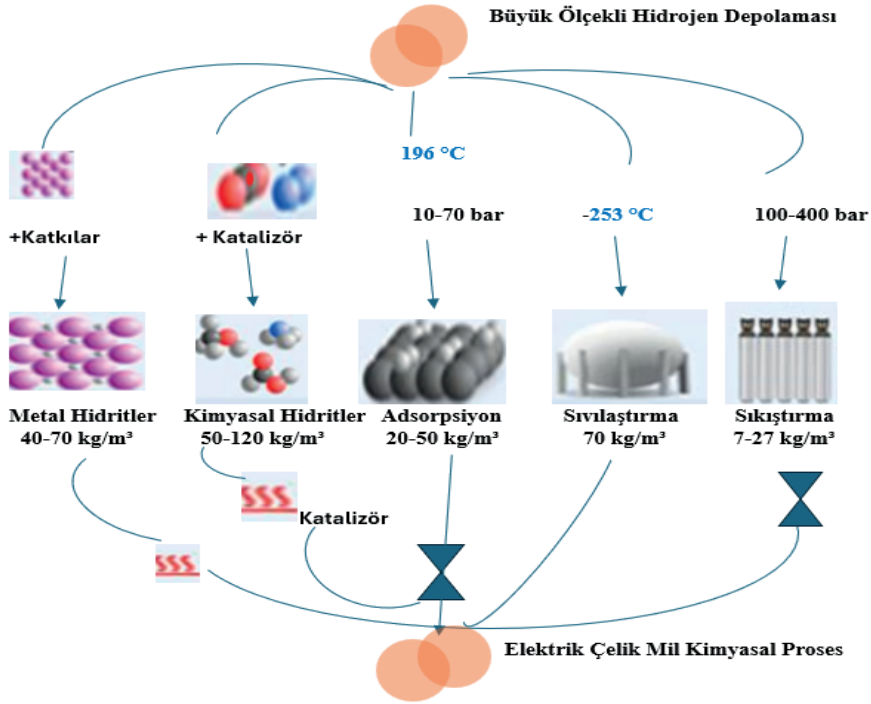 Büyük Ölçekli Hidrojen Depolaması
196 °C
10-70 bar
-253 °C
100-400 bar
+Katkılar
+ Katalizör
Metal Hidritler
40-70 kg/m³
Kimyasal Hidritler
50-120 kg/m³
Adsorpsiyon
20-50 kg/m³
Sıvılaştırma
70 kg/m³
Sıkıştırma
7-27 kg/m³
Katalizör
Elektrik Çelik Mil Kimyasal Proses